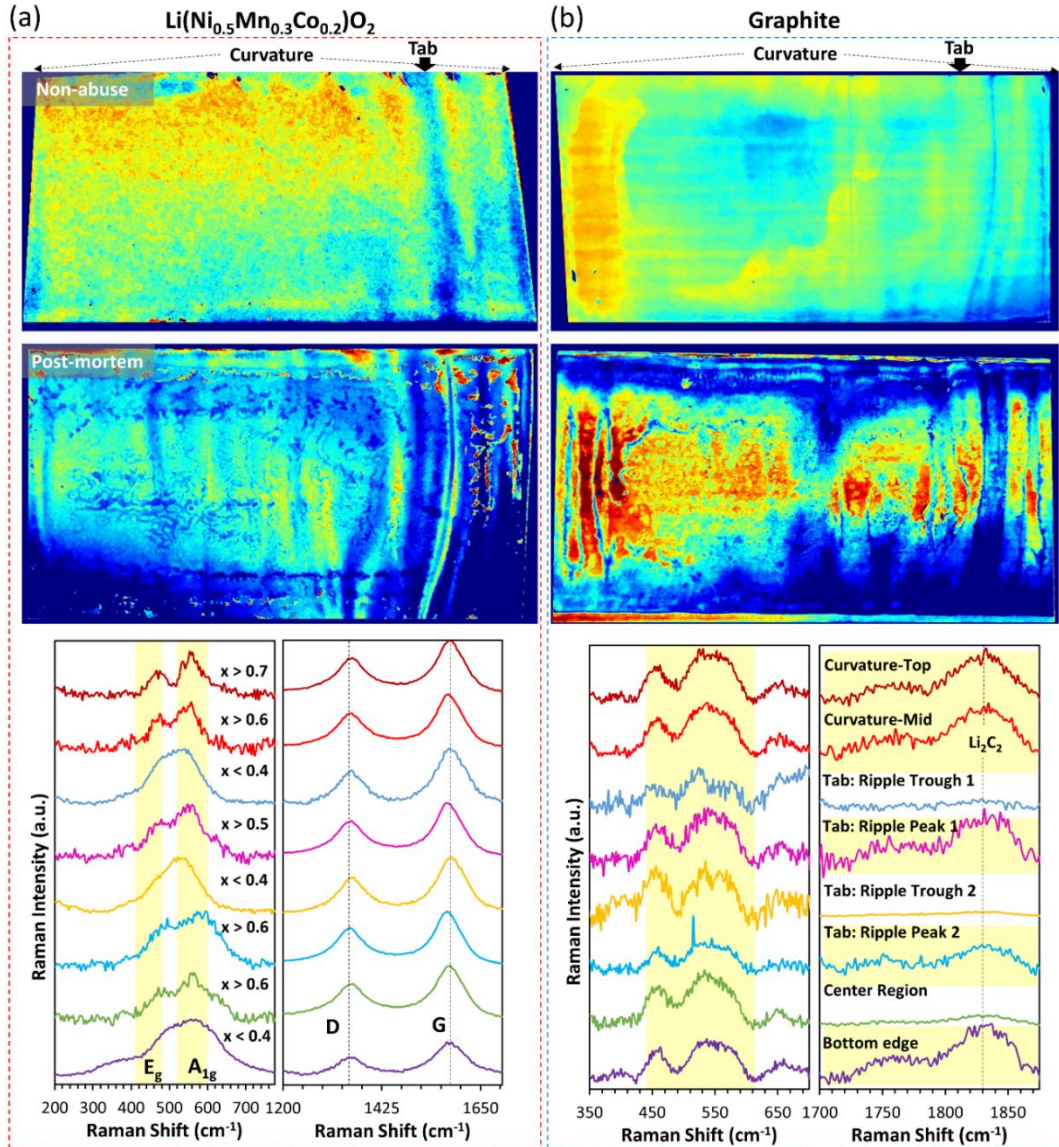 (a) Li(Ni₀.₅Mn₀.₃Co₀.₂)O₂
Curvature
Tab
Non-abuse
Post-mortem
Raman Intensity (a.u.)
x > 0.7
x > 0.6
x < 0.4
x > 0.5
x < 0.4
x > 0.6
x > 0.6
x < 0.4
E_g A₁g
D G
200 300 400 500 600 700
1200 1425 1650
Raman Shift (cm⁻¹) Raman Shift (cm⁻¹)
(b) Graphite
Curvature
Tab
Raman Intensity (a.u.)
Curvature-Top
Curvature-Mid
Li₂C₂
Tab: Ripple Trough 1
Tab: Ripple Peak 1
Tab: Ripple Trough 2
Tab: Ripple Peak 2
Center Region
Bottom edge
350 450 550 650
1700 1750 1800 1850
Raman Shift (cm⁻¹) Raman Shift (cm⁻¹)